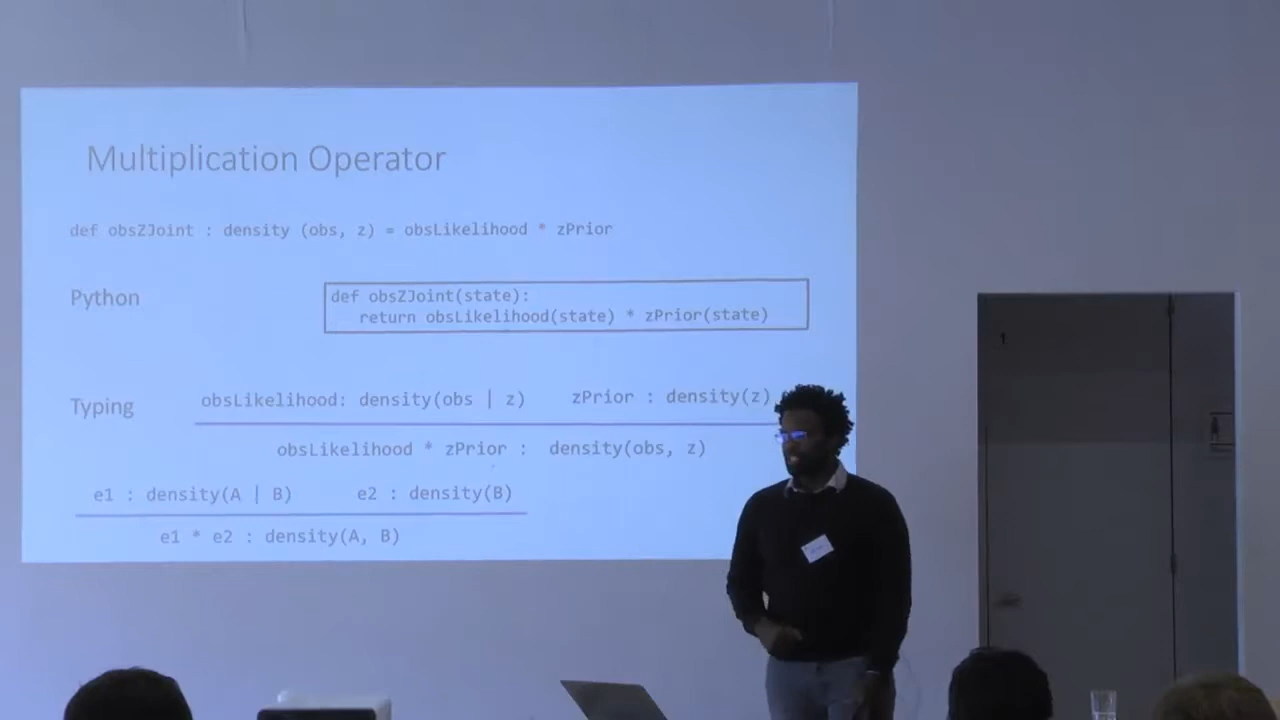 Multiplication Operator
def obsZJoint : density (obs, z) = obsLikelihood * zPrior
Python
def obsZJoint(state):
return obsLikelihood(state) * zPrior(state)
Typing
obsLikelihood: density(obs | z) zPrior : density(z)
obsLikelihood * zPrior : density(obs, z)
e1 : density(A | B) e2 : density(B)
e1 * e2 : density(A, B)
1